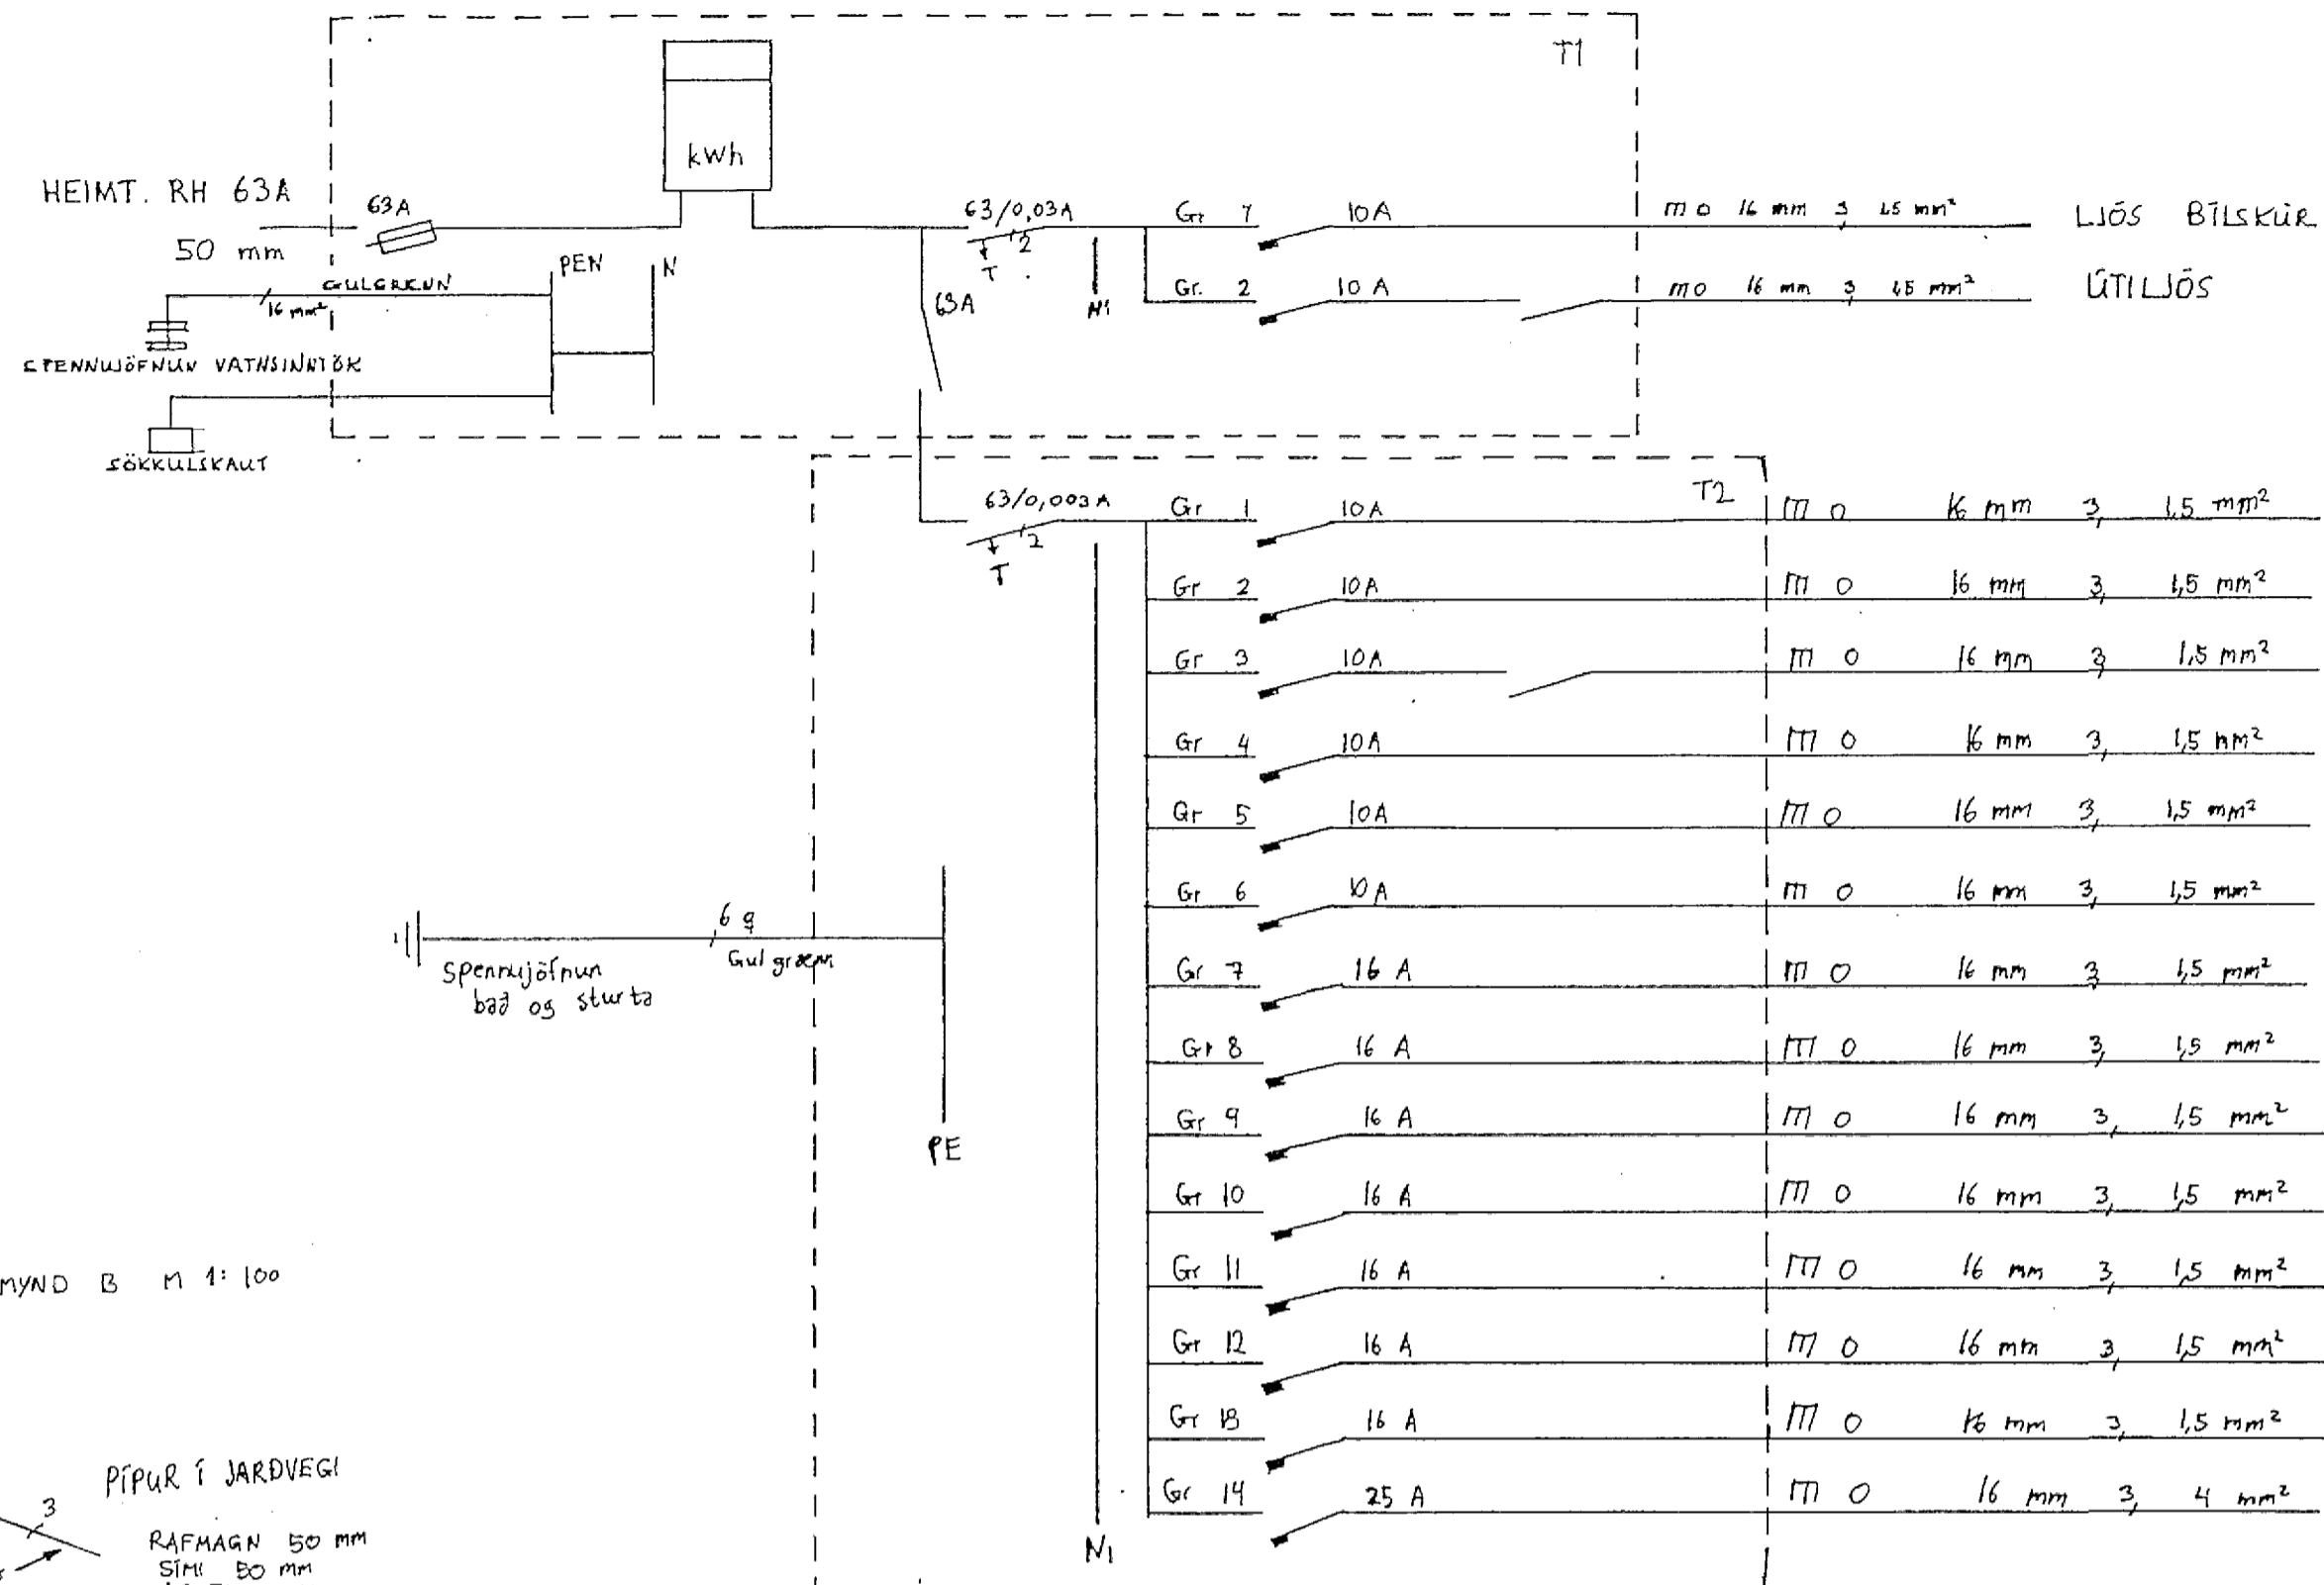 T1
kWh
HEIMT. RH 63A
50 mm
63A
GULGRÆUN
16 mm²
PEN
N
SPENNUJÖFNUN VATNSINNTÖK
SÖKKULSKAUT
63/0,03A
2
T
N1
63A
Gr 1 10A m o 16 mm 3, 1,5 mm² LJÓS BÍLSKÚR
Gr. 2 10 A m o 16 mm 3, 1,5 mm² ÚTILJÓS
T2
63/0,003A
2
T
Gr 1 10A m o 16 mm 3, 1,5 mm²
Gr 2 10A m o 16 mm 3, 1,5 mm²
Gr 3 10A m o 16 mm 3, 1,5 mm²
Gr 4 10A m o 16 mm 3, 1,5 mm²
Gr 5 10A m o 16 mm 3, 1,5 mm²
Gr 6 10A m o 16 mm 3, 1,5 mm²
Gr 7 16 A m o 16 mm 3, 1,5 mm²
Gr 8 16 A m o 16 mm 3, 1,5 mm²
Gr 9 16 A m o 16 mm 3, 1,5 mm²
Gr 10 16 A m o 16 mm 3, 1,5 mm²
Gr 11 16 A m o 16 mm 3, 1,5 mm²
Gr 12 16 A m o 16 mm 3, 1,5 mm²
Gr 13 16 A m o 16 mm 3, 1,5 mm²
Gr 14 25 A m o 16 mm 3, 4 mm²
N1
6 q
Gulgræn
Spennujöfnun
bað og sturta
PE
MYND B M 1:100
PÍPUR Í JARÐVEGI
3
RAFMAGN 50 mm
SÍMI 50 mm